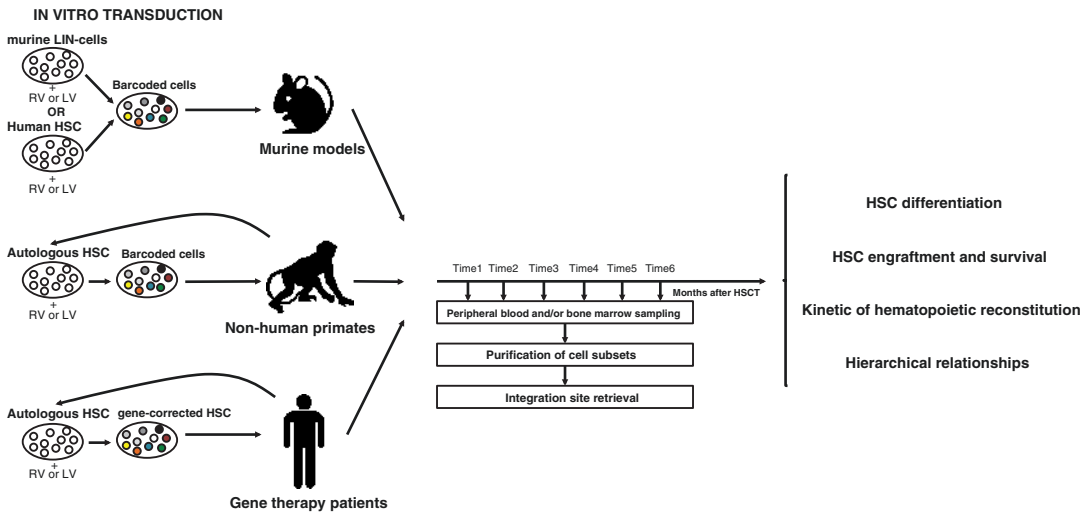 IN VITRO TRANSDUCTION
murine LIN-cells
+
RV or LV
OR
Human HSC
+
RV or LV
Barcoded cells
Murine models
Autologous HSC
+
RV or LV
Barcoded cells
Non-human primates
Autologous HSC
+
RV or LV
gene-corrected HSC
Gene therapy patients
Time1 Time2 Time3 Time4 Time5 Time6
Months after HSCT
Peripheral blood and/or bone marrow sampling
Purification of cell subsets
Integration site retrieval
HSC differentiation
HSC engraftment and survival
Kinetic of hematopoietic reconstitution
Hierarchical relationships